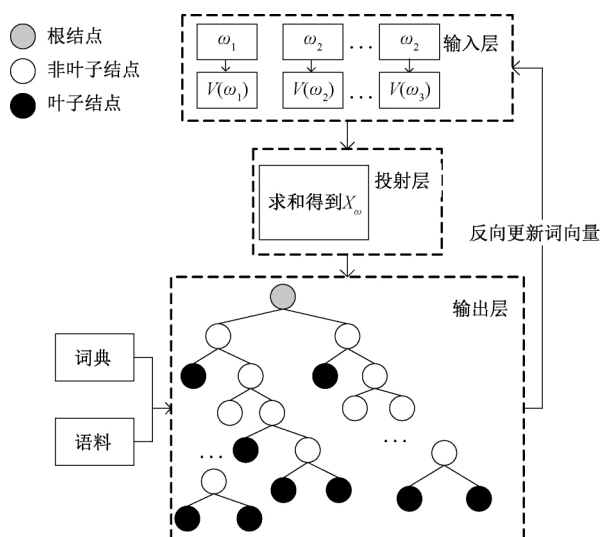 根结点
非叶子结点
叶子结点
ω1 ω2 … ω2 输入层
V(ω1) V(ω2) … V(ω3)
投射层
求和得到Xω
反向更新词向量
输出层
词典
语料
…
…